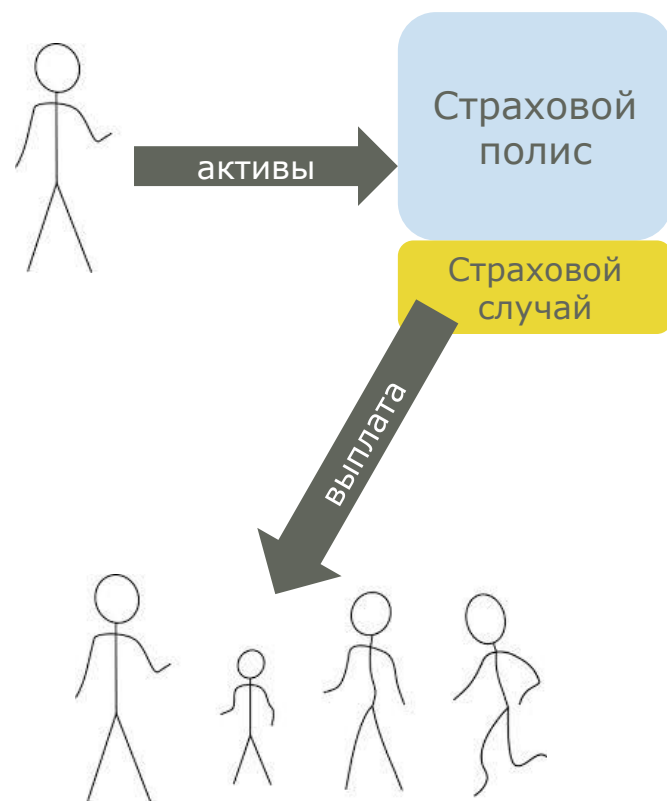 Страховой
полис
активы
Страховой
случай
выплата